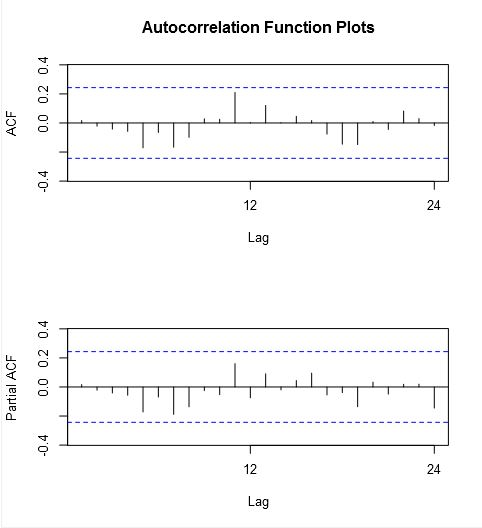 Autocorrelation Function Plots
0.4
0.2
0.0
-0.4
ACF
12 24
Lag
0.4
0.2
0.0
-0.4
Partial ACF
12 24
Lag